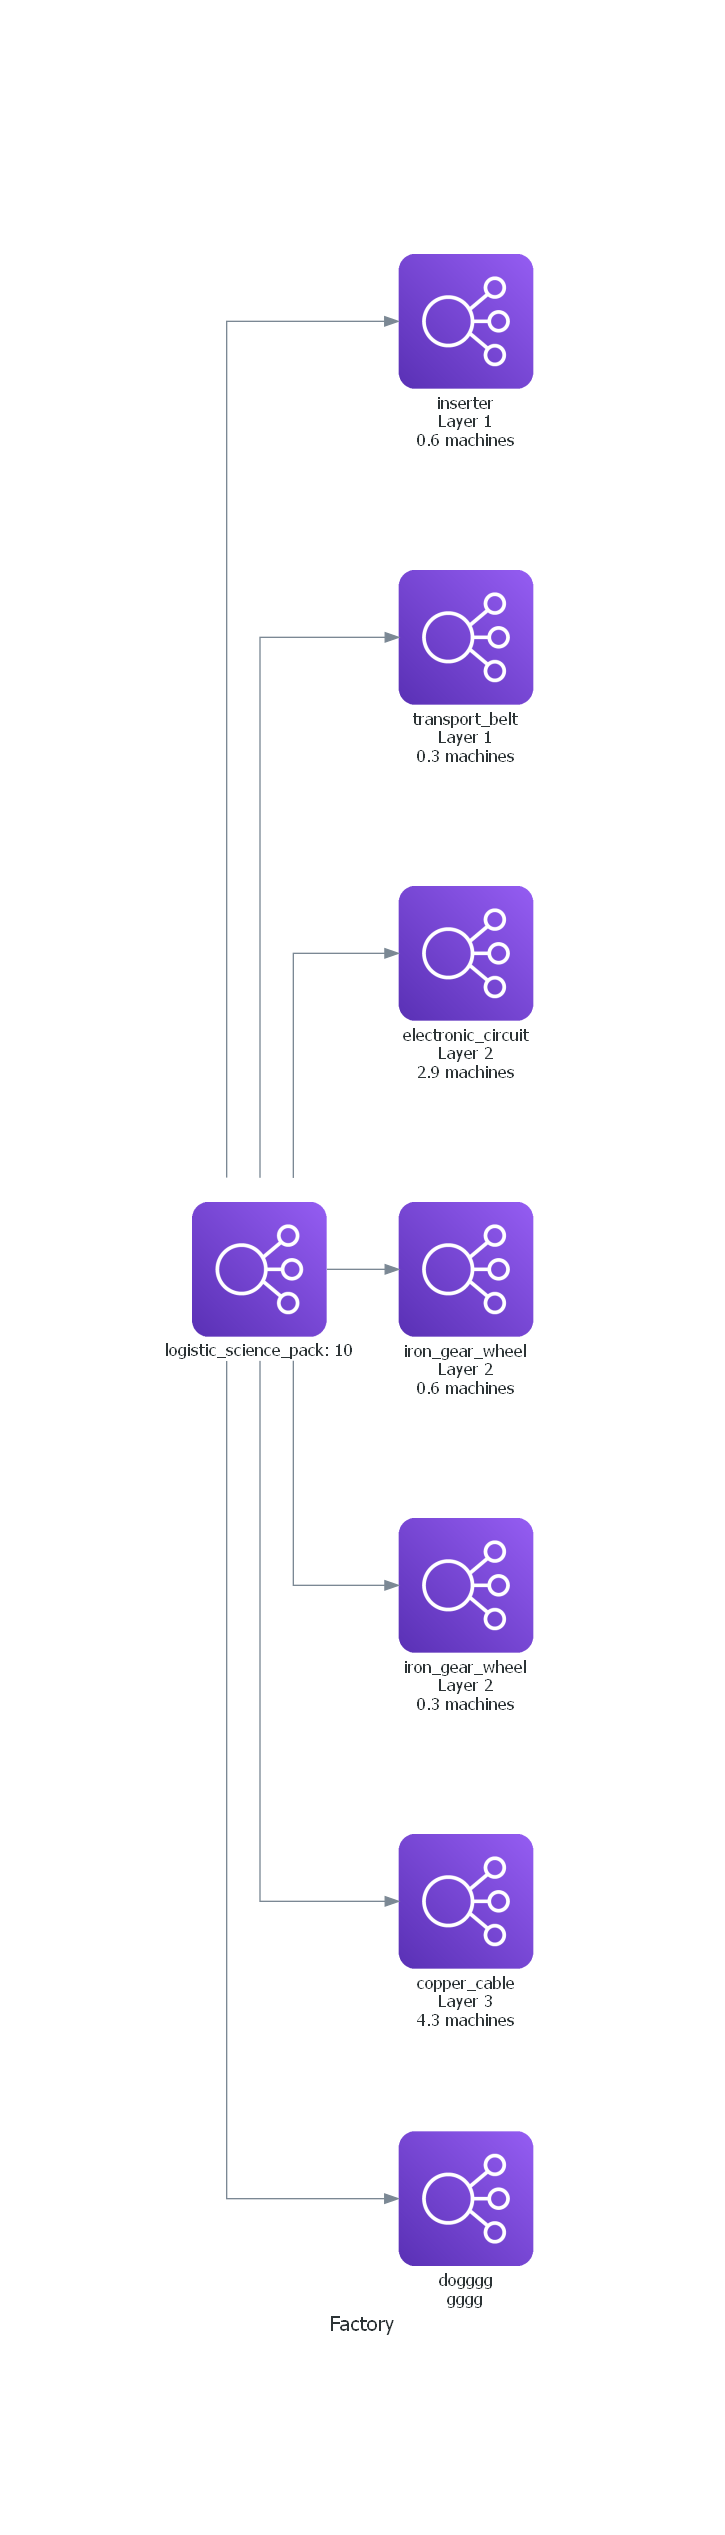 inserter
Layer 1
0.6 machines
transport_belt
Layer 1
0.3 machines
electronic_circuit
Layer 2
2.9 machines
logistic_science_pack: 10
iron_gear_wheel
Layer 2
0.6 machines
iron_gear_wheel
Layer 2
0.3 machines
copper_cable
Layer 3
4.3 machines
dogggg
gggg
Factory